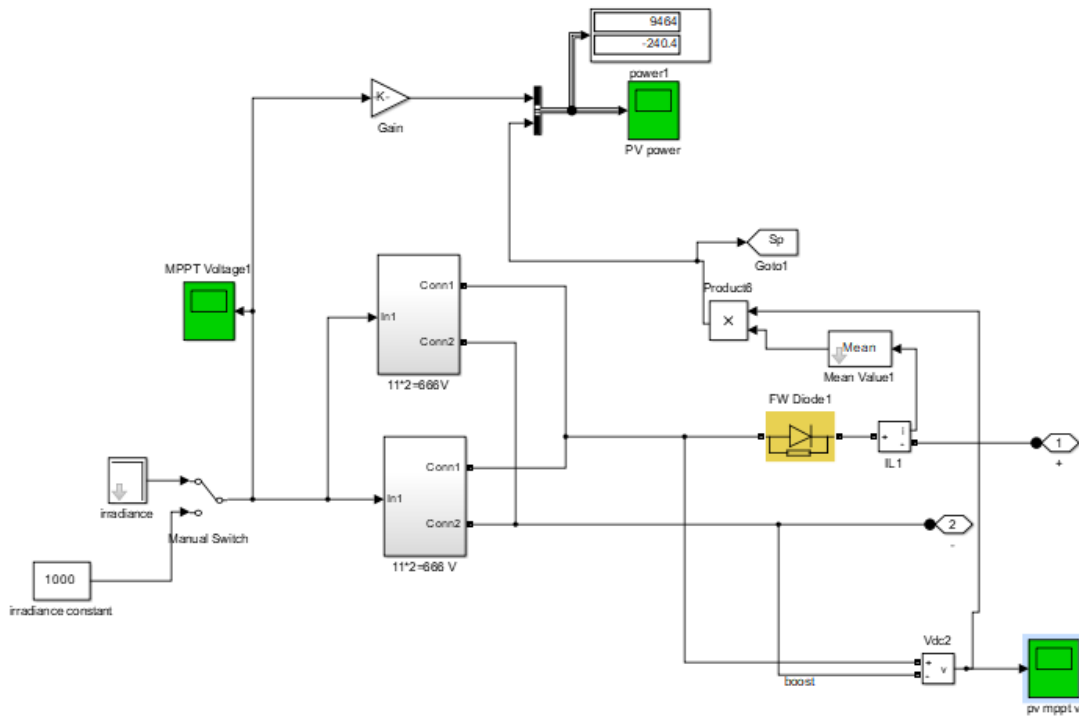 9464
-240.4
power1
-K-
Gain
PV power
Sp
Goto1
MPPT Voltage1
Conn1
In1
Conn2
11*2=666V
Product6
×
Mean
Mean Value1
FW Diode1
i
+
-
IL1
1
+
Conn1
In1
Conn2
11*2=666 V
2
-
irradiance
Manual Switch
1000
irradiance constant
Vdc2
+
v
-
boost
pv mppt v